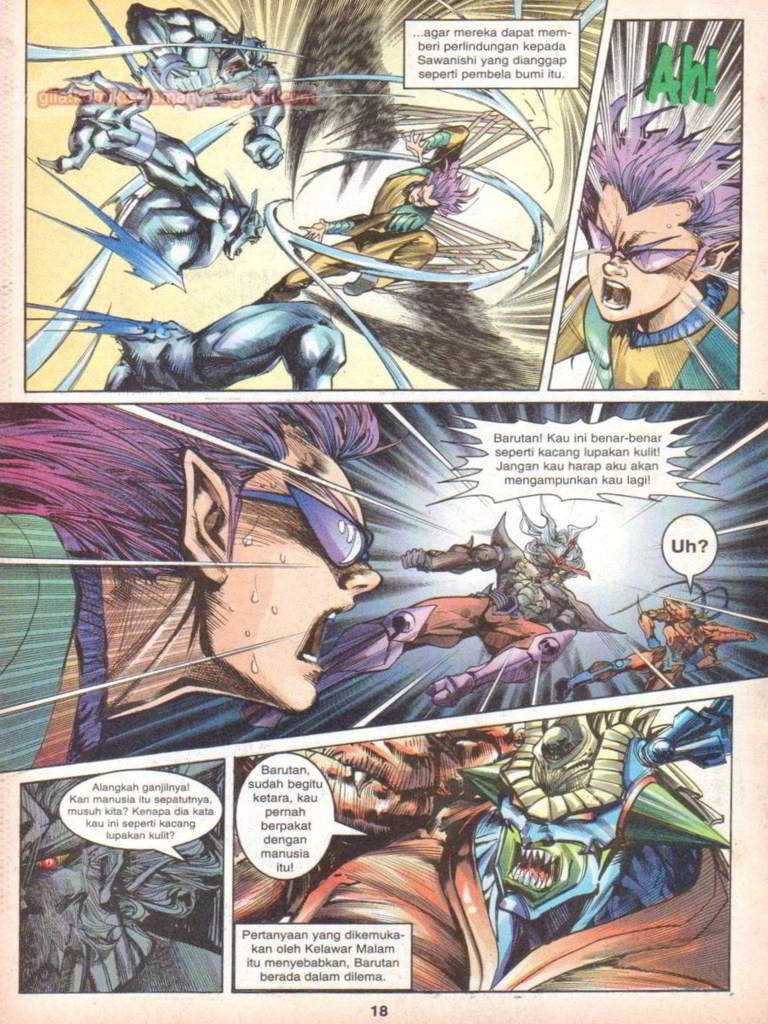 ...agar mereka dapat mem-
beri perlindungan kepada
Sawanishi yang dianggap
seperti pembela bumi itu.
Ah!
Barutan! Kau ini benar-benar
seperti kacang lupakan kulit!
Jangan kau harap aku akan
mengampunkan kau lagi!
Uh?
Alangkah ganjilnya!
Kan manusia itu sepatutnya,
musuh kita? Kenapa dia kata
kau ini seperti kacang
lupakan kulit?
Barutan,
sudah begitu
ketara, kau
pernah
berpakat
dengan
manusia
itu!
Pertanyaan yang dikemuka-
kan oleh Kelawar Malam
itu menyebabkan, Barutan
berada dalam dilema.
18